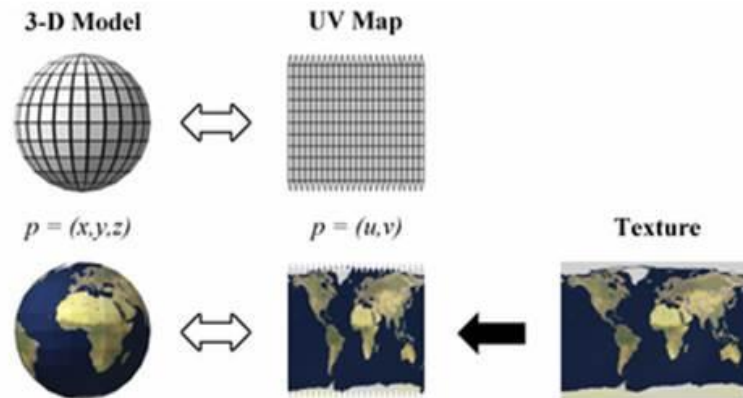 3-D Model
UV Map
p = (x,y,z)
p = (u,v)
Texture